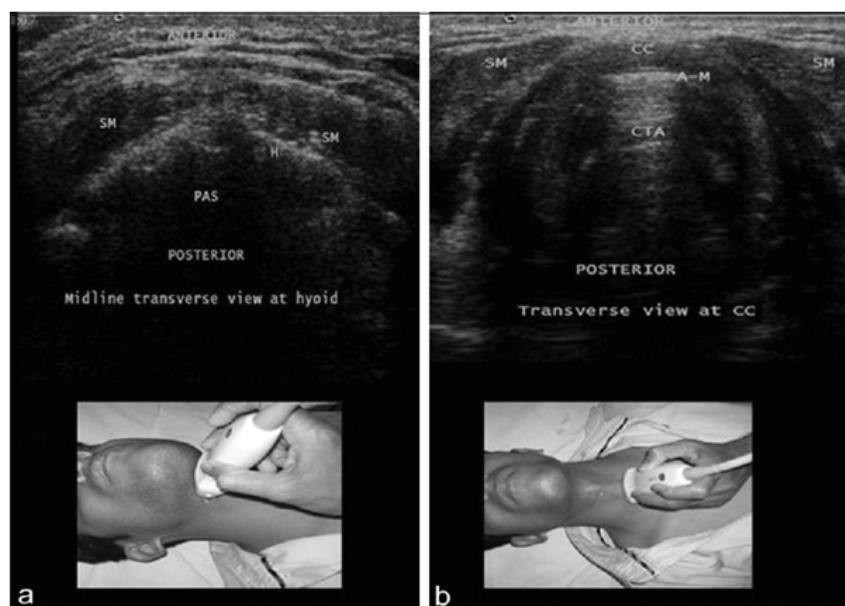 ANTERIOR
SM
SM
H
PAS
POSTERIOR
Midline transverse view at hyoid
a
ANTERIOR
CC
SM
SM
A-M
CTA
POSTERIOR
Transverse view at CC
b